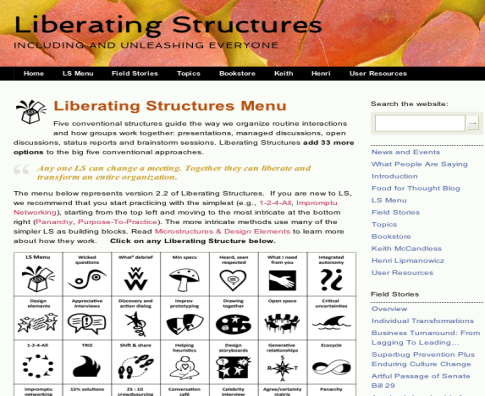 Liberating Structures
INCLUDING AND UNLEASHING EVERYONE
Home LS Menu Field Stories Topics Bookstore Keith Henri User Resources
Liberating Structures Menu
Five conventional structures guide the way we organize routine interactions
and how groups work together: presentations, managed discussions, open
discussions, status reports and brainstorm sessions. Liberating Structures add 33 more
options to the big five conventional approaches.
Any one LS can change a meeting. Together they can liberate and
transform an entire organization.
The menu below represents version 2.2 of Liberating Structures. If you are new to LS,
we recommend that you start practicing with the simplest (e.g., 1-2-4-All, Impromptu
Networking), starting from the top left and moving to the most intricate at the bottom
right (Panarchy, Purpose-To-Practice). The more intricate methods use many of the
simpler LS as building blocks. Read Microstructures & Design Elements to learn more
about how they work. Click on any Liberating Structure below.
LS Menu
Wicked
questions
What³ debrief
Min specs
Heard, seen
respected
What I need
from you
Integrated
autonomy
Design
elements
Appreciative
interviews
Discovery and
action dialog
Improv
prototyping
Drawing
together
Open space
Critical
uncertainties
1-2-4-All
TRIZ
Shift & share
Helping
heuristics
Design
storyboards
Generative
relationships
Ecocycle
S T
A R
Impromptu
networking
15% solutions
25 : 10
crowdsourcing
Conversation
café
Celebrity
interview
Agree/certainty
matrix
Panarchy
Search the website:
News and Events
What People Are Saying
Introduction
Food for Thought Blog
LS Menu
Field Stories
Topics
Bookstore
Keith McCandless
Henri Lipmanowicz
User Resources
Field Stories
Overview
Individual Transformations
Business Turnaround: From
Lagging To Leading...
Superbug Prevention Plus
Enduring Culture Change
Artful Passage of Senate
Bill 29